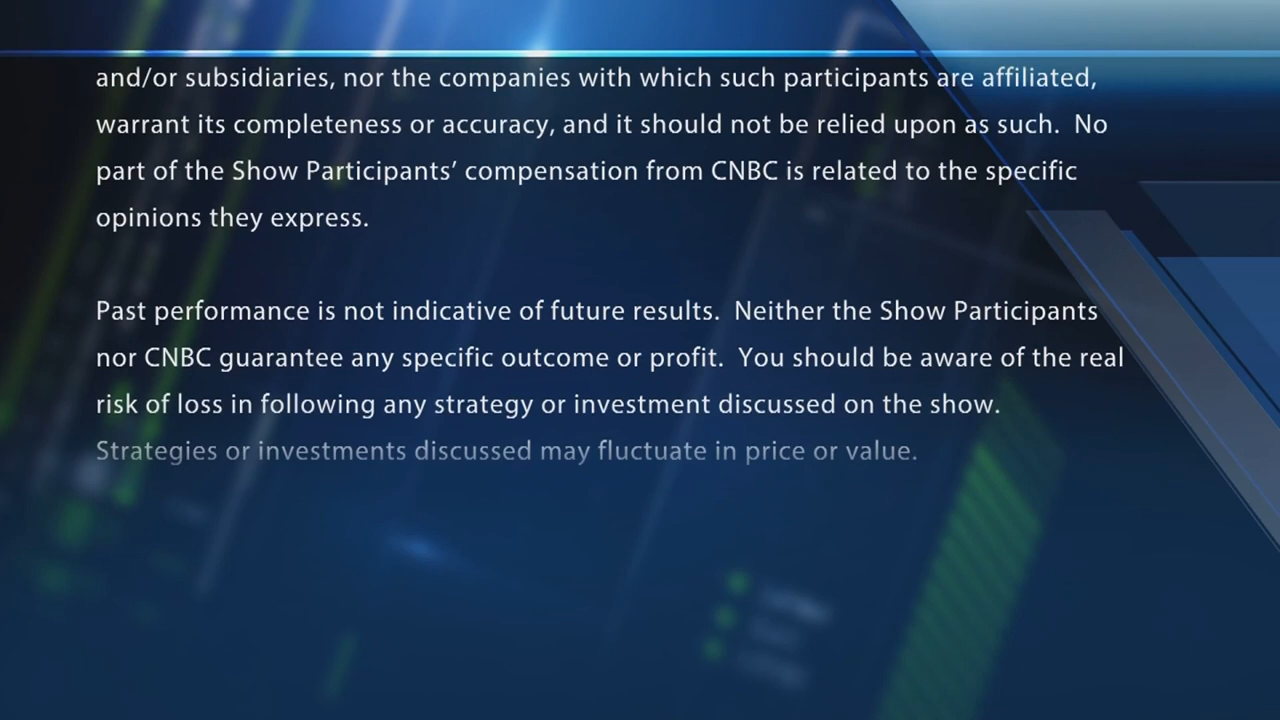 and/or subsidiaries, nor the companies with which such participants are affiliated,
warrant its completeness or accuracy, and it should not be relied upon as such.  No
part of the Show Participants’ compensation from CNBC is related to the specific
opinions they express.
Past performance is not indicative of future results.  Neither the Show Participants
nor CNBC guarantee any specific outcome or profit.  You should be aware of the real
risk of loss in following any strategy or investment discussed on the show.
Strategies or investments discussed may fluctuate in price or value.